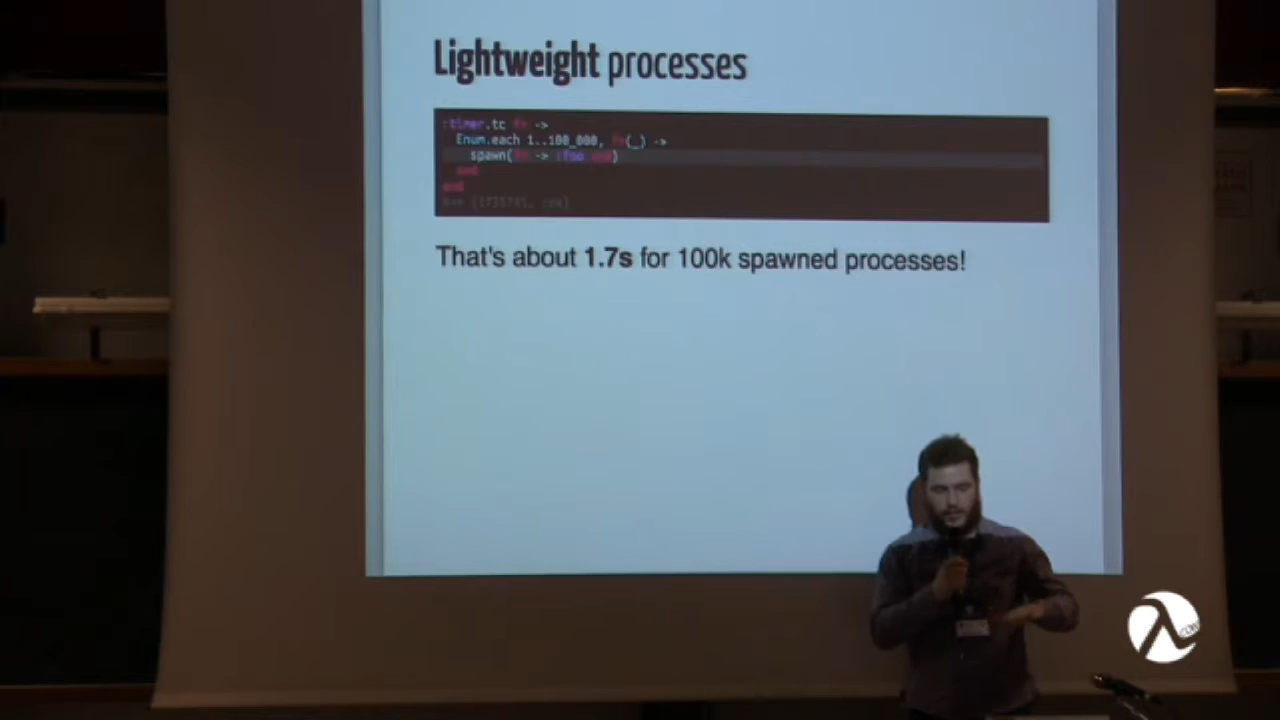 Lightweight processes
:timer.tc fn ->
Enum.each 1..100_000, fn(_) ->
spawn(fn -> :foo end)
end
end
That's about 1.7s for 100k spawned processes!
λ